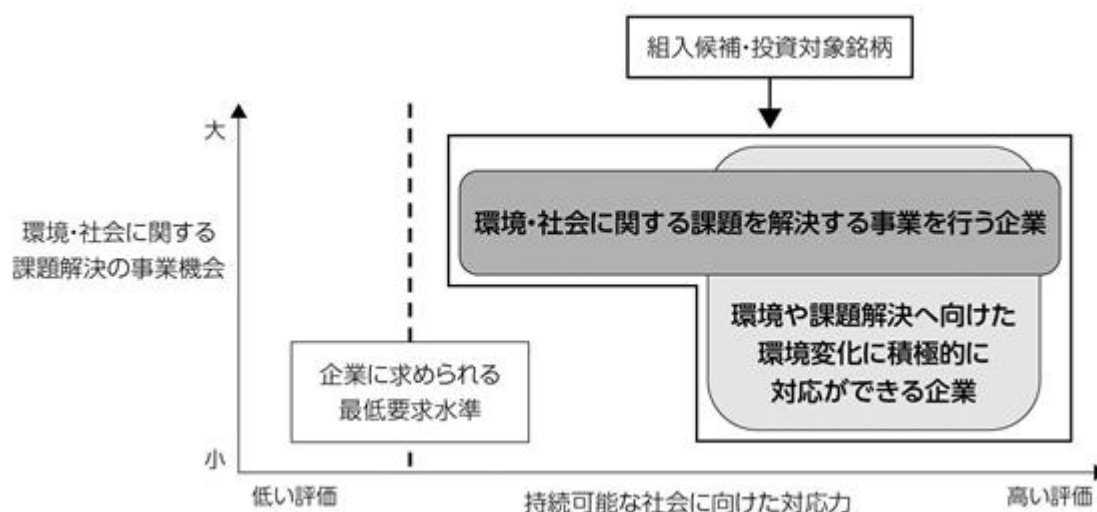 組入候補・投資対象銘柄
大
環境・社会に関する
課題解決の事業機会
環境・社会に関する課題を解決する事業を行う企業
環境や課題解決へ向けた
環境変化に積極的に
対応ができる企業
企業に求められる
最低要求水準
小
低い評価
持続可能な社会に向けた対応力
高い評価